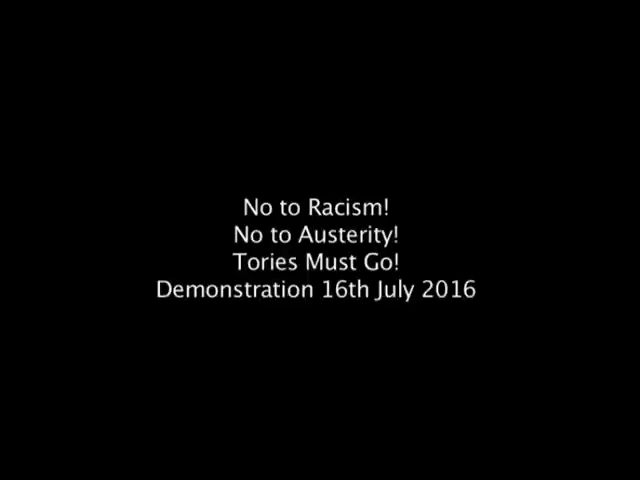 No to Racism!
No to Austerity!
Tories Must Go!
Demonstration 16th July 2016